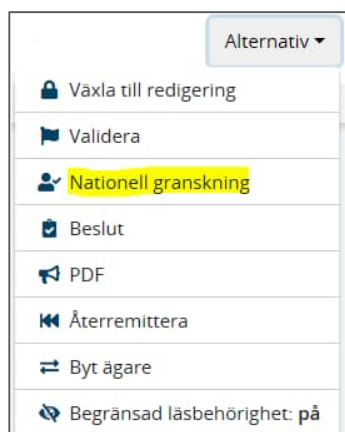 Alternativ
Växla till redigering
Validera
Nationell granskning
Beslut
PDF
Återremittera
Byt ägare
Begränsad läsbehörighet: på